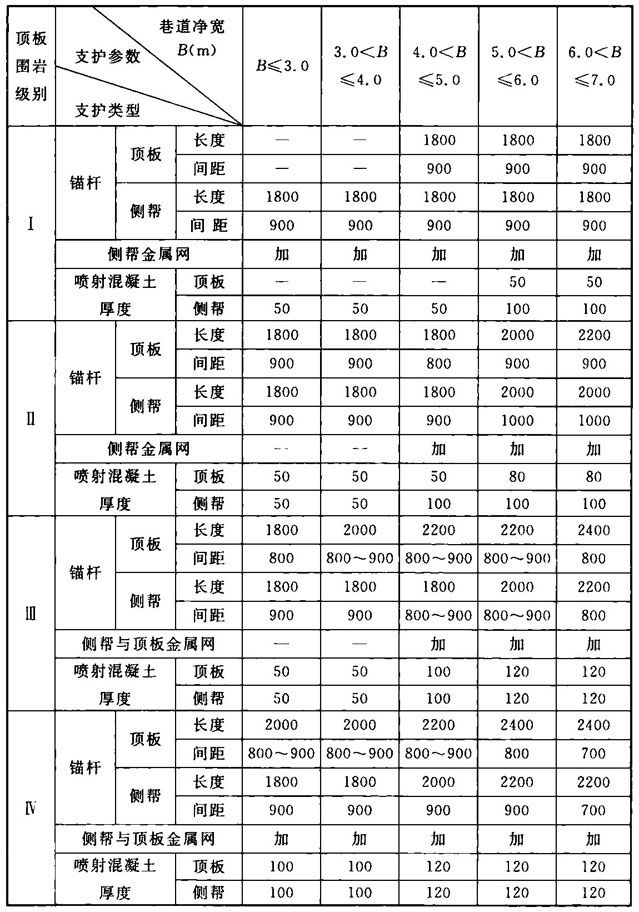 顶板围岩级别 支护参数 支护类型 巷道净宽 B(m) B≤3.0 3.0<B≤4.0 4.0<B≤5.0 5.0<B≤6.0 6.0<B≤7.0
Ⅰ 锚杆 顶板 长度 — — 1800 1800 1800
间距 — — 900 900 900
侧帮 长度 1800 1800 1800 1800 1800
间距 900 900 900 900 900
侧帮金属网 加 加 加 加 加
喷射混凝土厚度 顶板 — — — 50 50
侧帮 50 50 50 100 100
Ⅱ 锚杆 顶板 长度 1800 1800 1800 2000 2200
间距 900 900 800 900 900
侧帮 长度 1800 1800 1800 2000 2000
间距 900 900 900 1000 1000
侧帮金属网 — — 加 加 加
喷射混凝土厚度 顶板 50 50 50 80 80
侧帮 50 50 100 100 100
Ⅲ 锚杆 顶板 长度 1800 2000 2200 2200 2400
间距 800 800～900 800～900 800～900 800
侧帮 长度 1800 1800 1800 2000 2200
间距 900 900 800～900 800～900 800
侧帮与顶板金属网 — — 加 加 加
喷射混凝土厚度 顶板 50 50 100 120 120
侧帮 50 50 100 120 120
Ⅳ 锚杆 顶板 长度 2000 2000 2200 2400 2400
间距 800～900 800～900 800～900 800 700
侧帮 长度 1800 1800 2000 2200 2200
间距 900 900 900 900 700
侧帮与顶板金属网 加 加 加 加 加
喷射混凝土厚度 顶板 100 100 120 120 120
侧帮 100 100 120 120 120